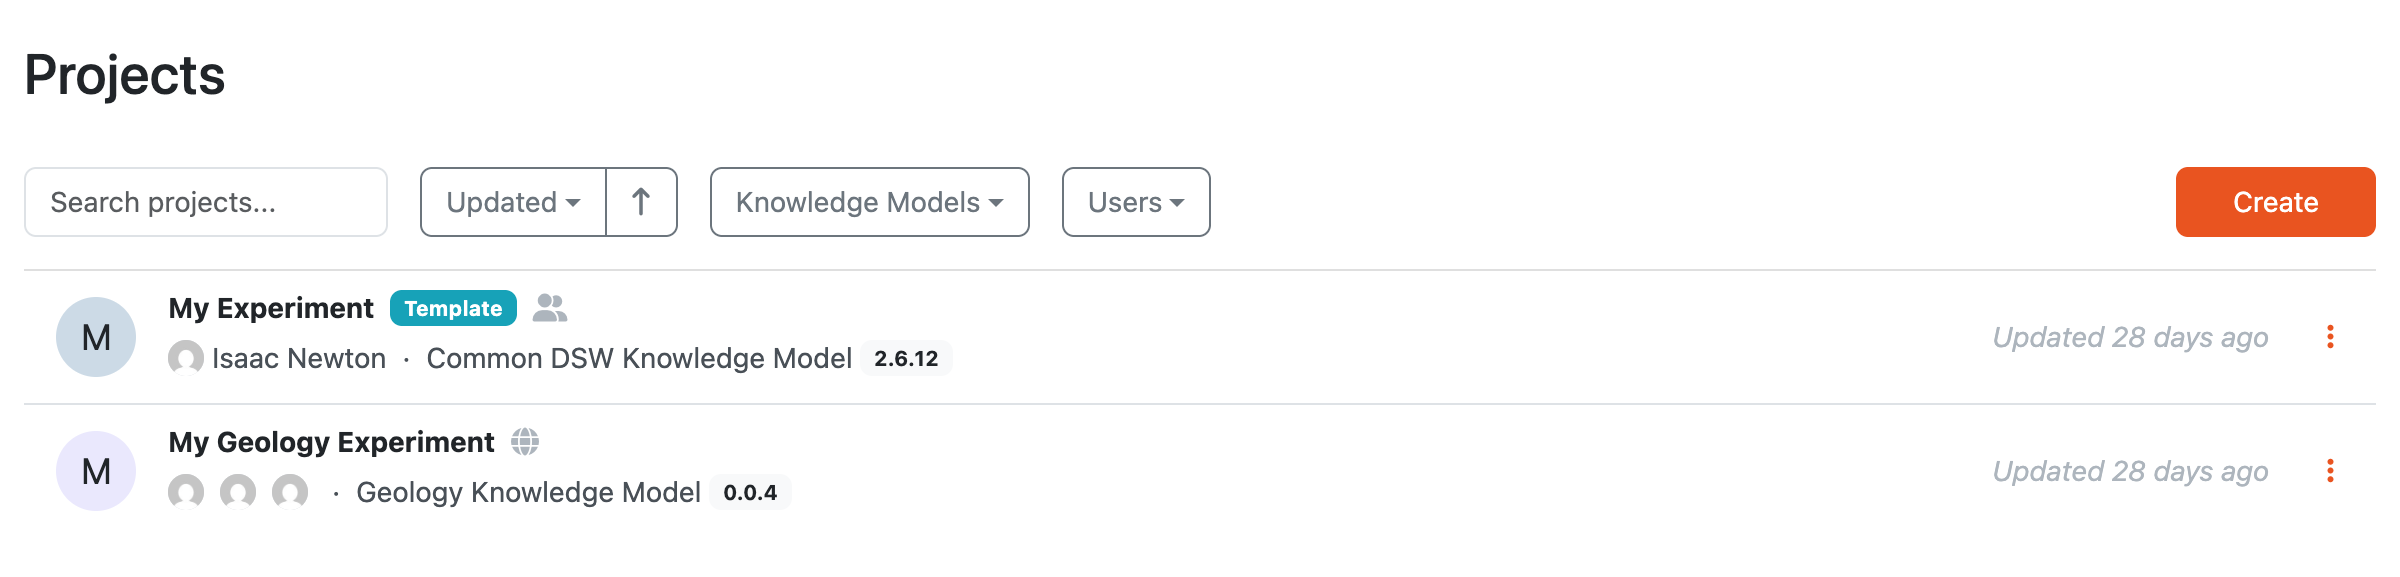 Projects
Search projects... Updated Knowledge Models Users Create
M My Experiment Template
Isaac Newton · Common DSW Knowledge Model 2.6.12 Updated 28 days ago
M My Geology Experiment
· Geology Knowledge Model 0.0.4 Updated 28 days ago